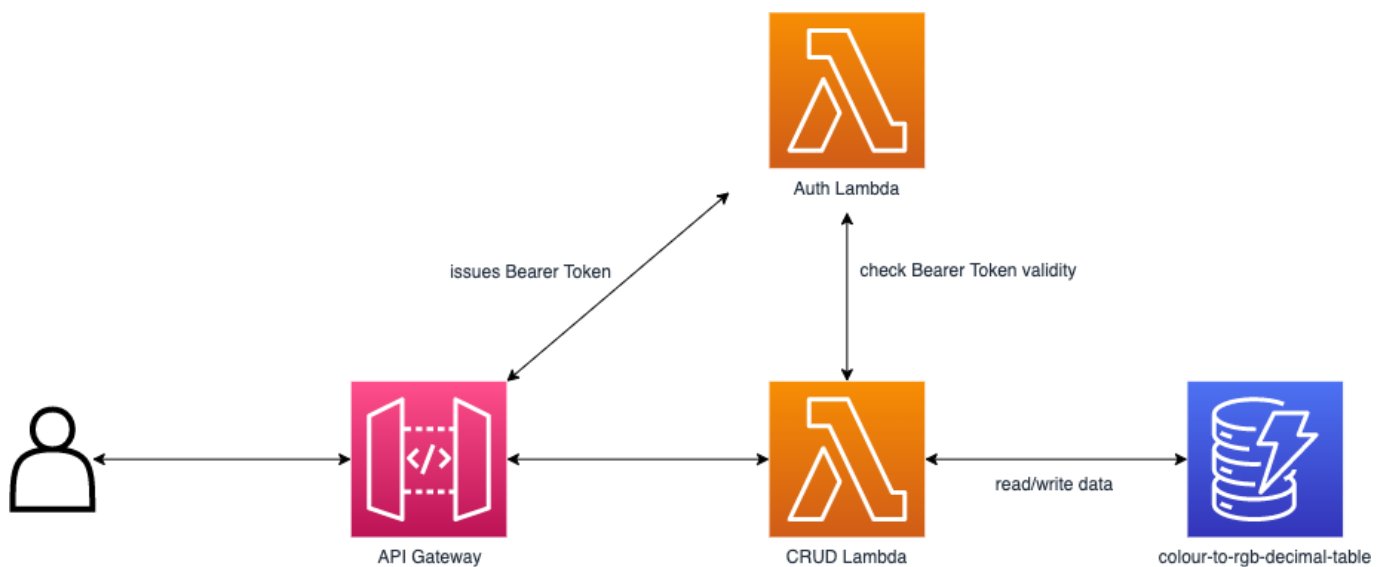 Auth Lambda
issues Bearer Token
check Bearer Token validity
</>
read/write data
API Gateway
CRUD Lambda
colour-to-rgb-decimal-table